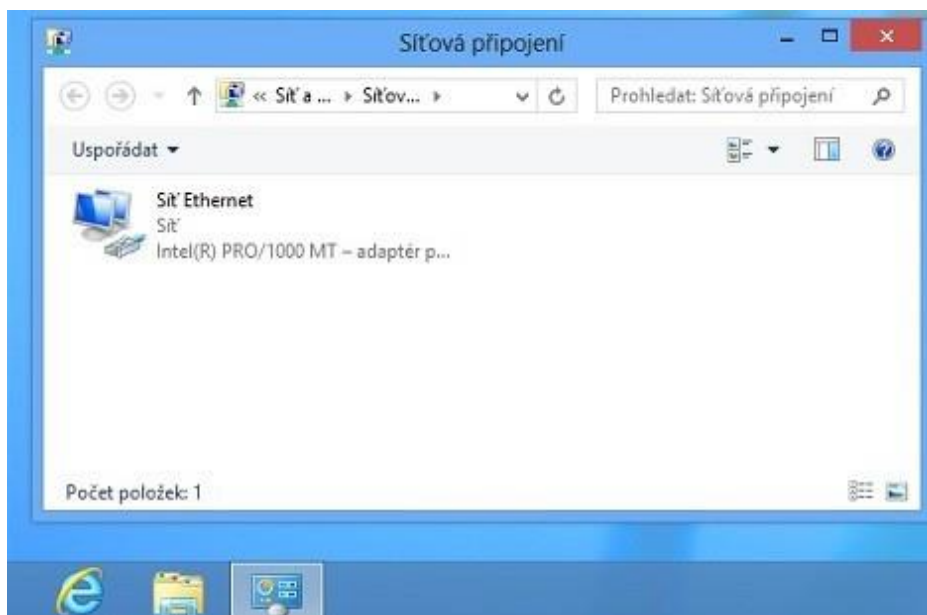 Síťová připojení
« Síť a ... ▸ Síťov... ▸
Prohledat: Síťová připojení
Uspořádat
Síť Ethernet
Síť
Intel(R) PRO/1000 MT – adaptér p...
Počet položek: 1